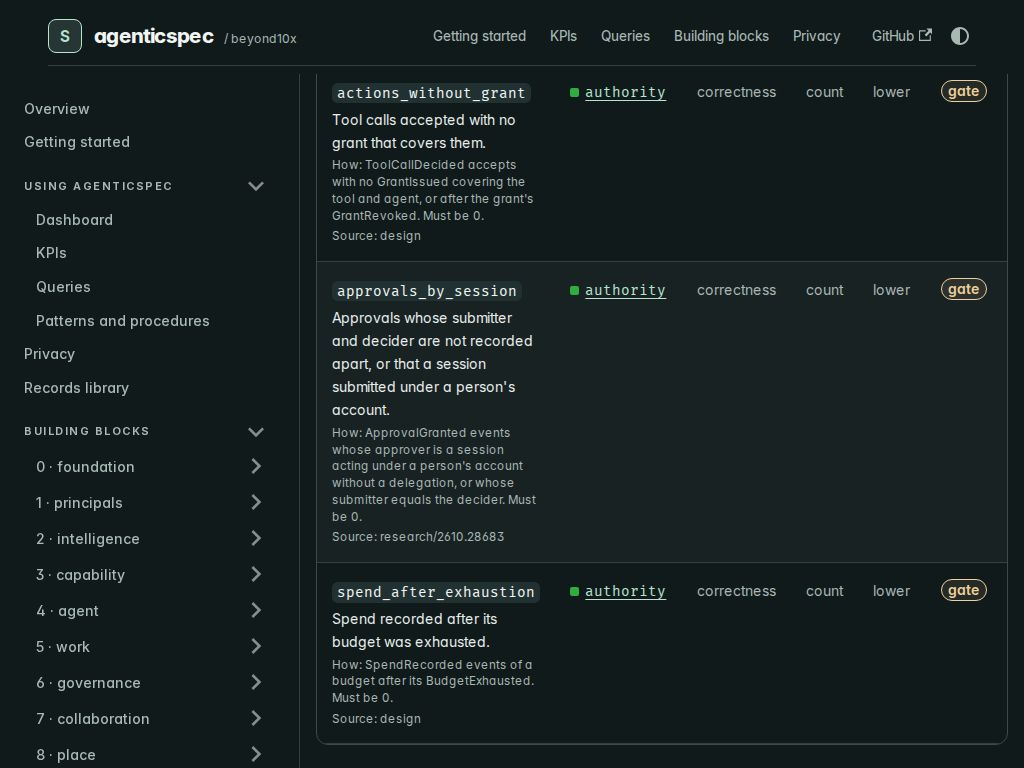 S agenticspec / beyond10x
Getting started KPIs Queries Building blocks Privacy GitHub
Overview
Getting started
USING AGENTICSPEC
Dashboard
KPIs
Queries
Patterns and procedures
Privacy
Records library
BUILDING BLOCKS
0 · foundation
1 · principals
2 · intelligence
3 · capability
4 · agent
5 · work
6 · governance
7 · collaboration
8 · place
actions_without_grant authority correctness count lower gate
Tool calls accepted with no
grant that covers them.
How: ToolCallDecided accepts
with no GrantIssued covering the
tool and agent, or after the grant's
GrantRevoked. Must be 0.
Source: design
approvals_by_session authority correctness count lower gate
Approvals whose submitter
and decider are not recorded
apart, or that a session
submitted under a person's
account.
How: ApprovalGranted events
whose approver is a session
acting under a person's account
without a delegation, or whose
submitter equals the decider. Must
be 0.
Source: research/2610.28683
spend_after_exhaustion authority correctness count lower gate
Spend recorded after its
budget was exhausted.
How: SpendRecorded events of a
budget after its BudgetExhausted.
Must be 0.
Source: design